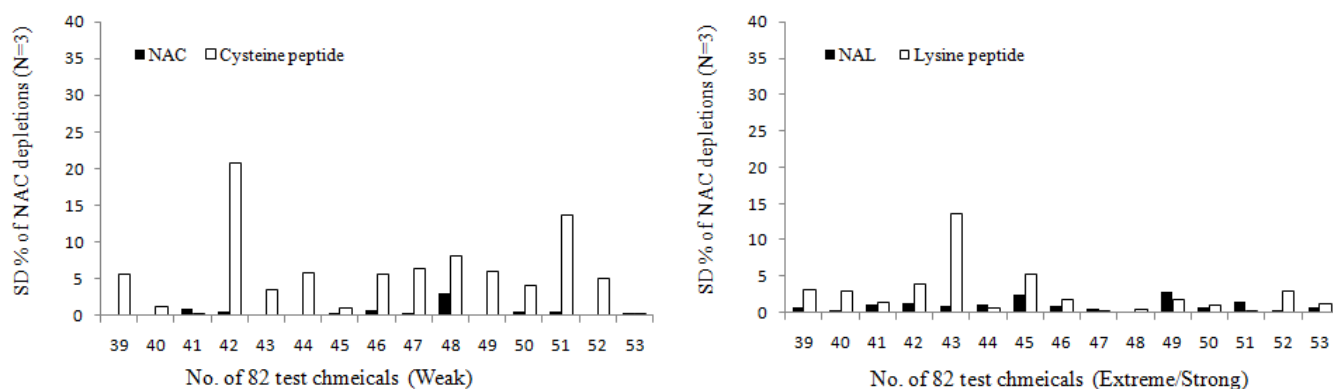 SD % of NAC depletions (N=3)
40
35
30
25
20
15
10
5
0
NAC Cysteine peptide
39 40 41 42 43 44 45 46 47 48 49 50 51 52 53
No. of 82 test chmeicals (Weak)
SD % of NAC depletions (N=3)
40
35
30
25
20
15
10
5
0
NAL Lysine peptide
39 40 41 42 43 44 45 46 47 48 49 50 51 52 53
No. of 82 test chmeicals (Extreme/Strong)